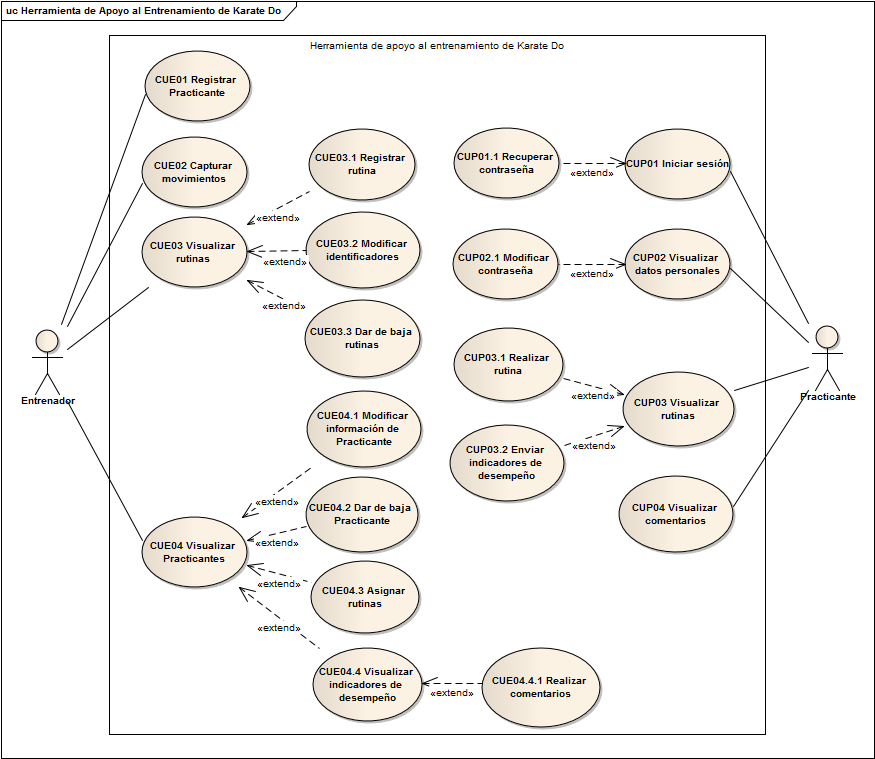 uc Herramienta de Apoyo al Entrenamiento de Karate Do
Herramienta de apoyo al entrenamiento de Karate Do
CUE01 Registrar
Practicante
CUE02 Capturar
movimientos
CUE03 Visualizar
rutinas
CUE03.1 Registrar
rutina
«extend»
CUE03.2 Modificar
identificadores
«extend»
CUE03.3 Dar de baja
rutinas
«extend»
Entrenador
CUE04.1 Modificar
información de
Practicante
«extend»
CUE04.2 Dar de baja
Practicante
«extend»
CUE04 Visualizar
Practicantes
CUE04.3 Asignar
rutinas
«extend»
CUE04.4 Visualizar
indicadores de
desempeño
«extend»
CUE04.4.1 Realizar
comentarios
«extend»
CUP01.1 Recuperar
contraseña
«extend»
CUP01 Iniciar sesión
CUP02.1 Modificar
contraseña
«extend»
CUP02 Visualizar
datos personales
CUP03.1 Realizar
rutina
«extend»
CUP03 Visualizar
rutinas
CUP03.2 Enviar
indicadores de
desempeño
«extend»
CUP04 Visualizar
comentarios
Practicante